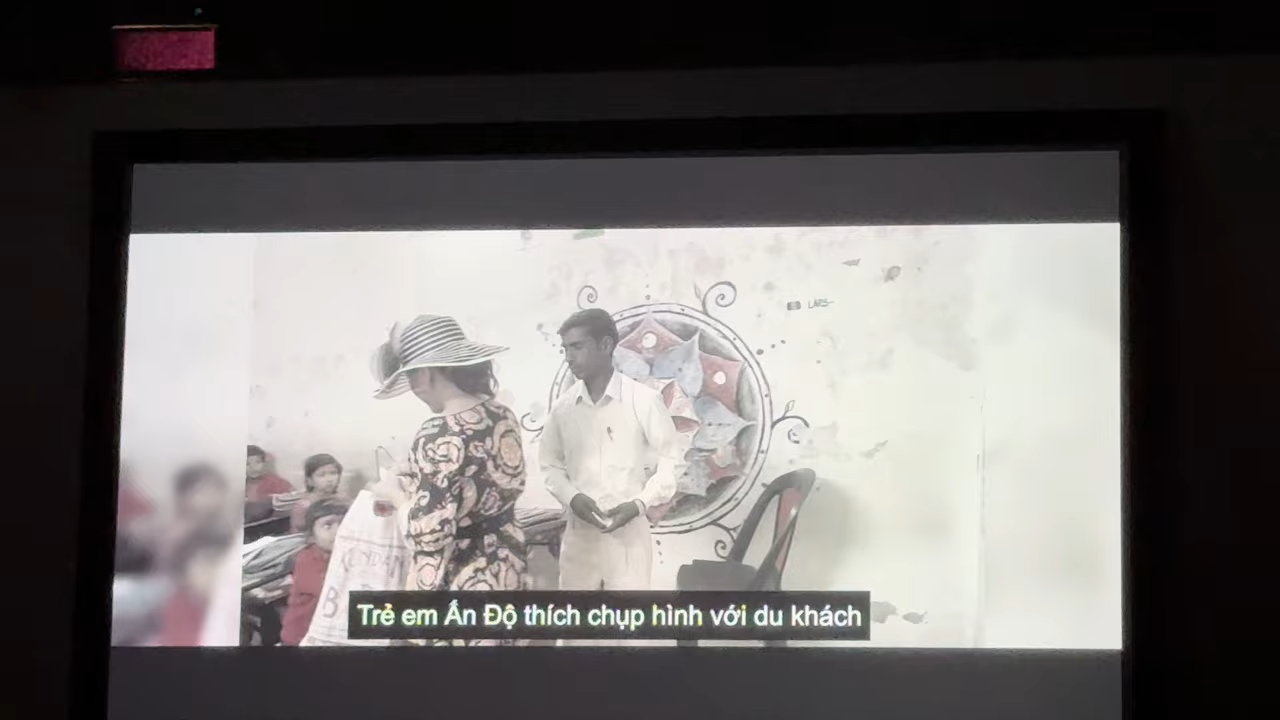 Trẻ em Ấn Độ thích chụp hình với du khách